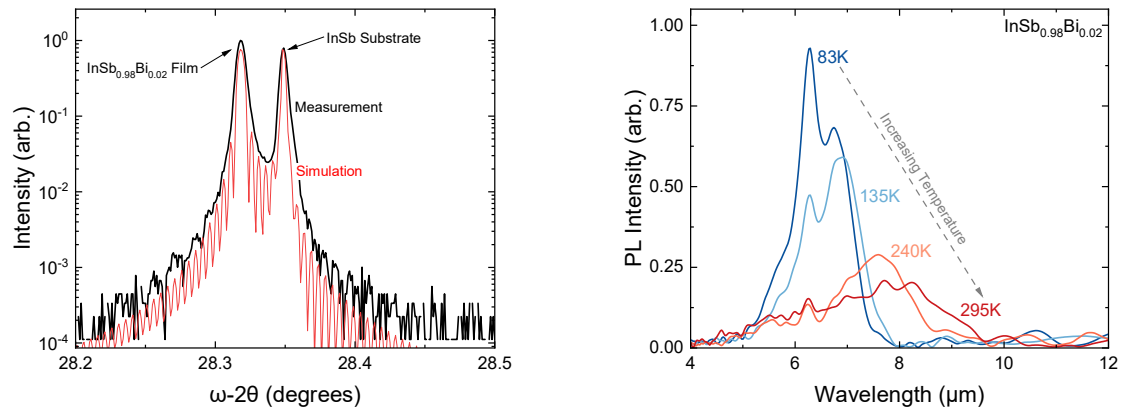 InSb Substrate
InSb0.98Bi0.02 Film
Measurement
Simulation
10⁰
10⁻¹
10⁻²
10⁻³
10⁻⁴
Intensity (arb.)
28.2 28.3 28.4 28.5
ω-2θ (degrees)
InSb0.98Bi0.02
83K
Increasing Temperature
135K
240K
295K
1.00
0.75
0.50
0.25
0.00
PL Intensity (arb.)
4 6 8 10 12
Wavelength (µm)